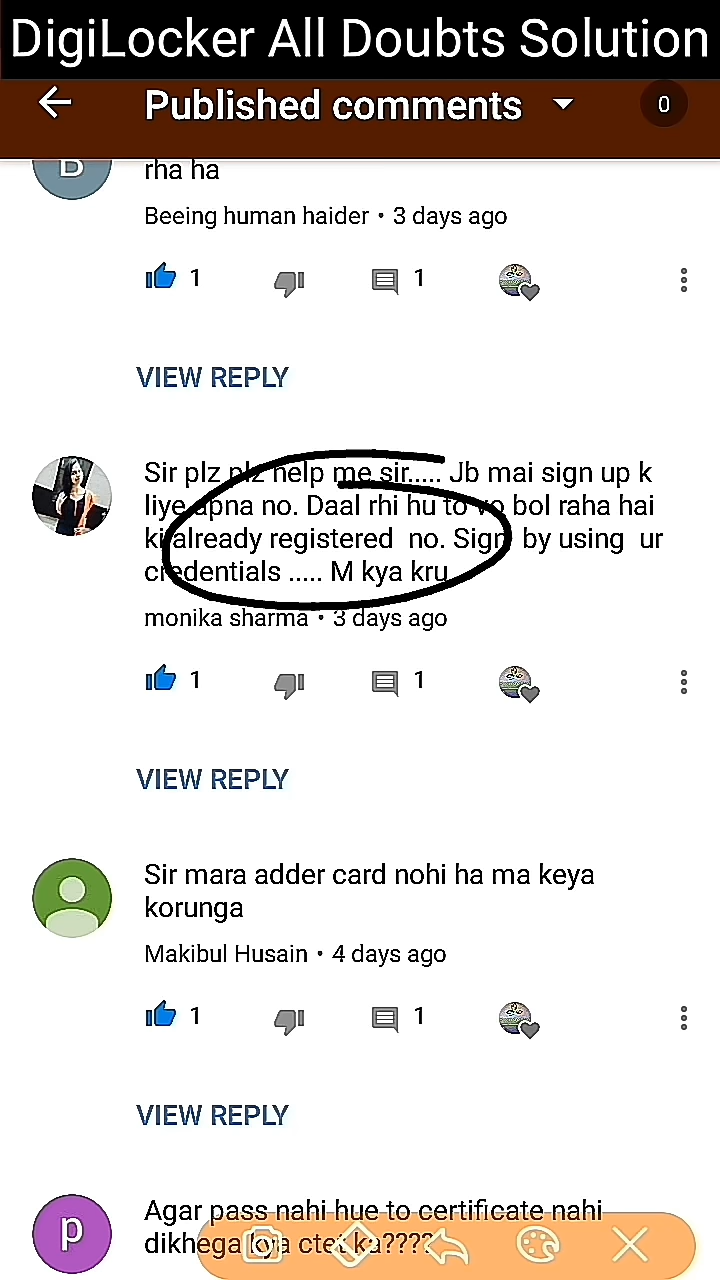 DigiLocker All Doubts Solution
Published comments
0
B
rha ha
Beeing human haider • 3 days ago
1
1
VIEW REPLY
Sir plz plz help me sir..... Jb mai sign up k
liye apna no. Daal rhi hu to vo bol raha hai
ki already registered no. Sign by using ur
credentials ..... M kya kru
monika sharma • 3 days ago
1
1
VIEW REPLY
Sir mara adder card nohi ha ma keya
korunga
Makibul Husain • 4 days ago
1
1
VIEW REPLY
p
Agar pass nahi hue to certificate nahi
dikhega kya ctet ka????